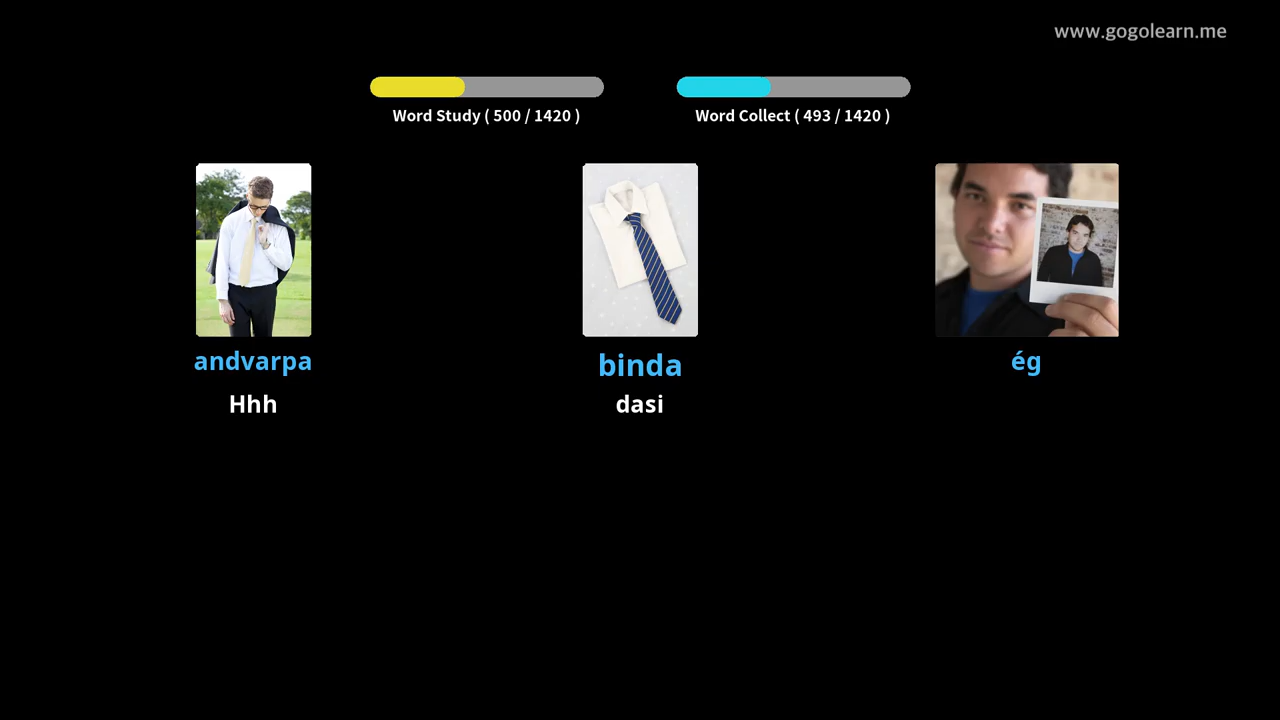 www.gogolearn.me
Word Study ( 500 / 1420 )
Word Collect ( 493 / 1420 )
andvarpa
Hhh
binda
dasi
ég